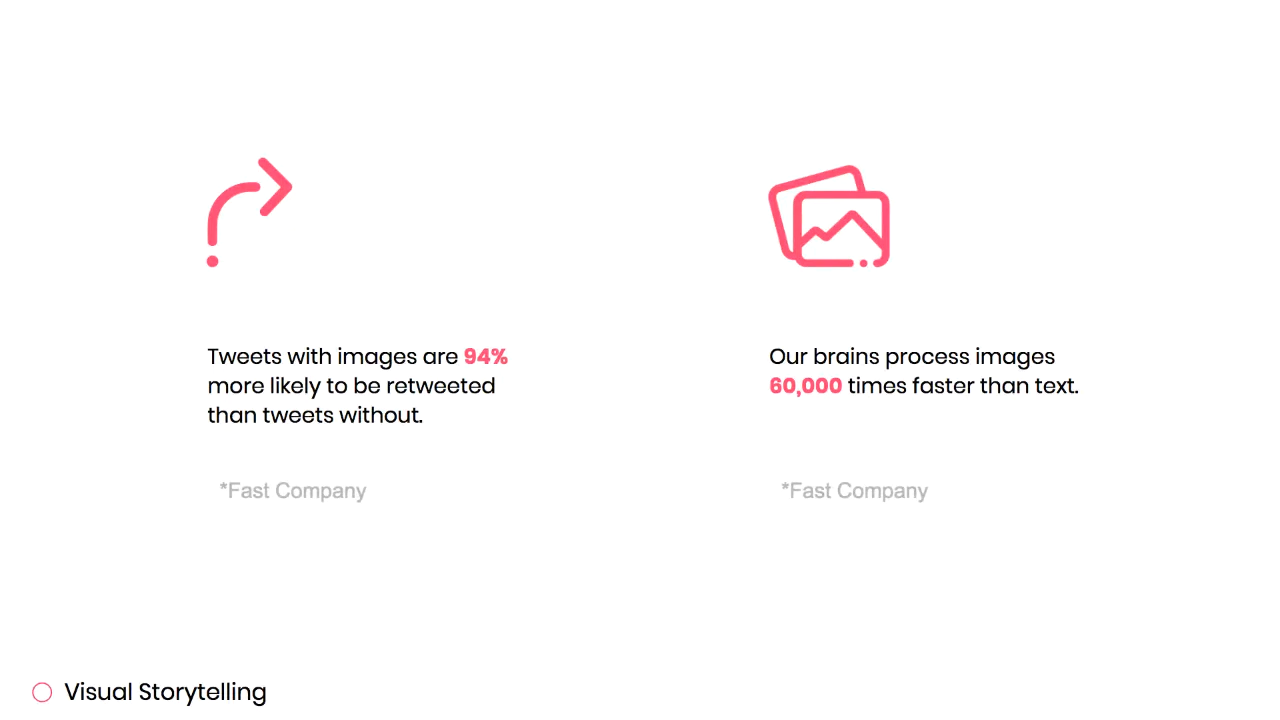 Tweets with images are 94%
more likely to be retweeted
than tweets without.
*Fast Company
Our brains process images
60,000 times faster than text.
*Fast Company
Visual Storytelling